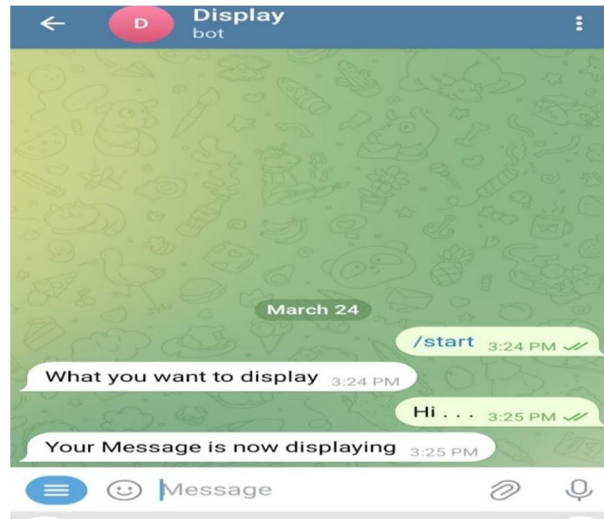 D
Display
bot
March 24
/start 3:24 PM
What you want to display 3:24 PM
Hi . . . 3:25 PM
Your Message is now displaying 3:25 PM
Message